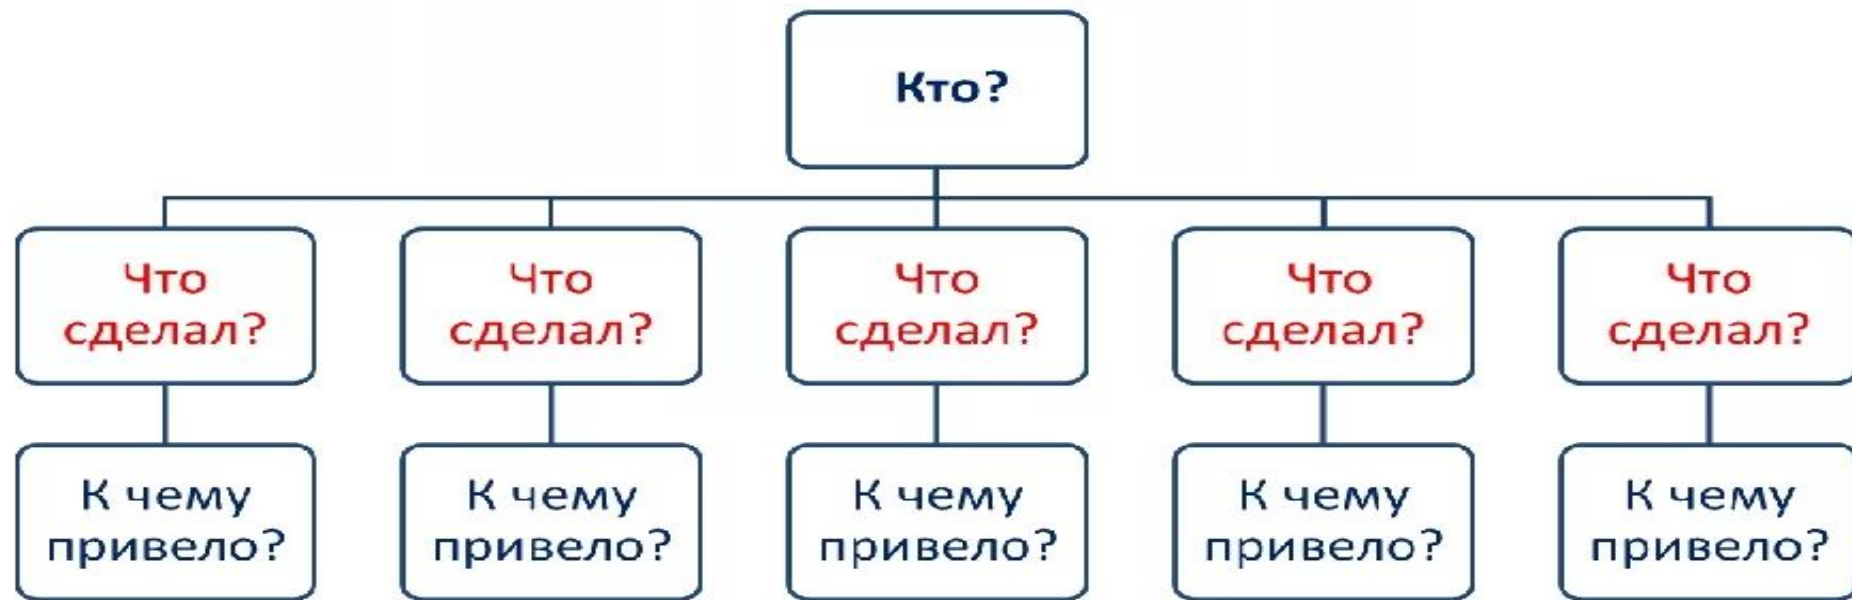 Кто?
Что
сделал?
Что
сделал?
Что
сделал?
Что
сделал?
Что
сделал?
К чему
привело?
К чему
привело?
К чему
привело?
К чему
привело?
К чему
привело?